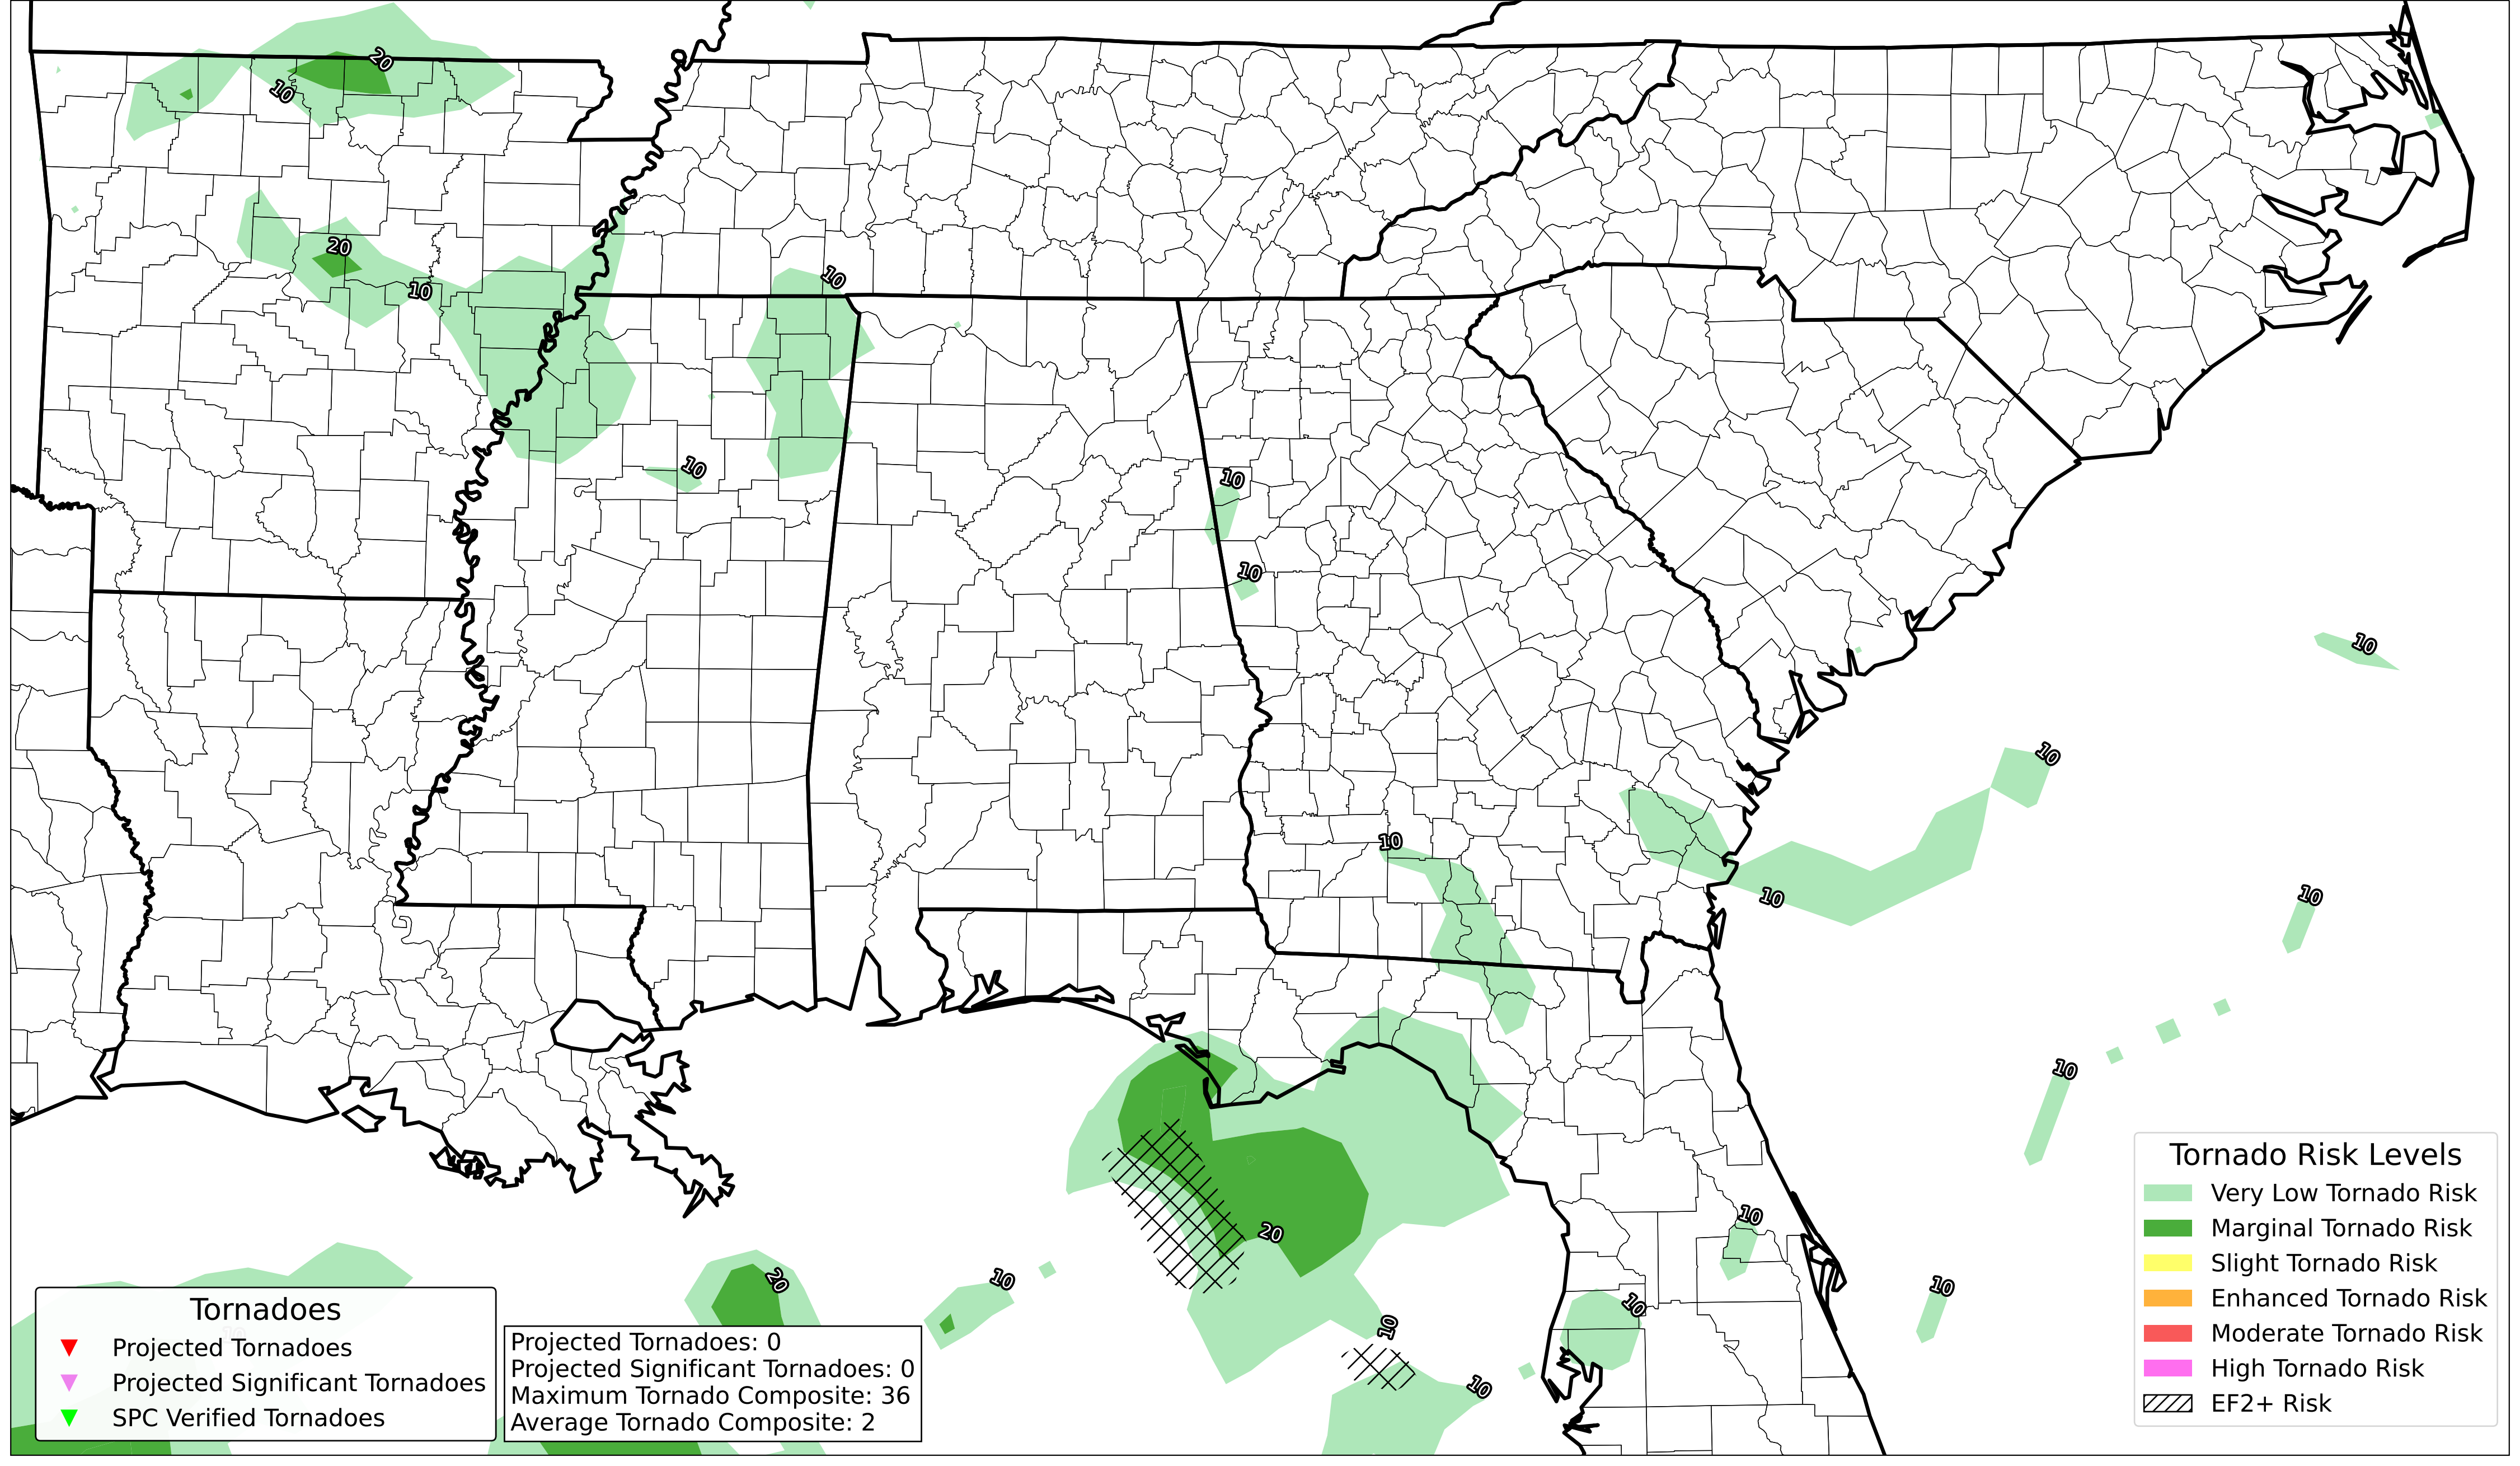 20
10
20
10
10
10
10
10
10
10
10
10
10
10
10
20
10
20
10
10
10
10
10
Tornadoes
Projected Tornadoes
Projected Significant Tornadoes
SPC Verified Tornadoes
Projected Tornadoes: 0
Projected Significant Tornadoes: 0
Maximum Tornado Composite: 36
Average Tornado Composite: 2
Tornado Risk Levels
Very Low Tornado Risk
Marginal Tornado Risk
Slight Tornado Risk
Enhanced Tornado Risk
Moderate Tornado Risk
High Tornado Risk
EF2+ Risk